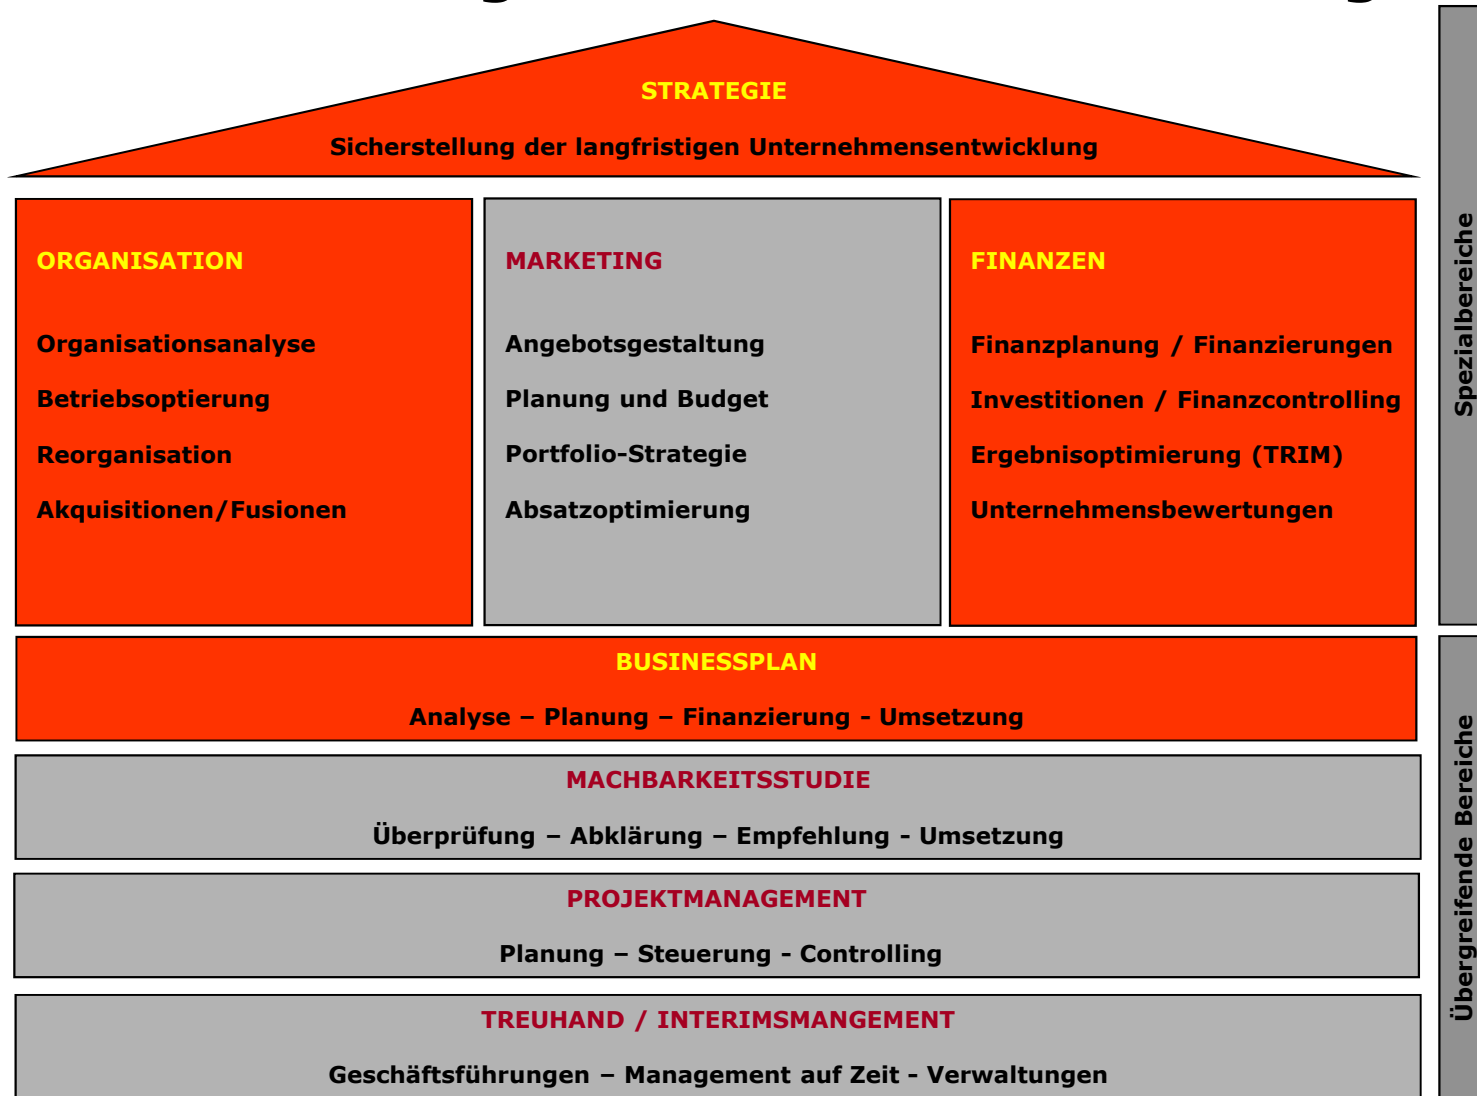 STRATEGIE
Sicherstellung der langfristigen Unternehmensentwicklung
ORGANISATION
Organisationsanalyse
Betriebsoptierung
Reorganisation
Akquisitionen/Fusionen
MARKETING
Angebotsgestaltung
Planung und Budget
Portfolio-Strategie
Absatzoptimierung
FINANZEN
Finanzplanung / Finanzierungen
Investitionen / Finanzcontrolling
Ergebnisoptimierung (TRIM)
Unternehmensbewertungen
Spezialbereiche
BUSINESSPLAN
Analyse – Planung – Finanzierung - Umsetzung
MACHBARKEITSSTUDIE
Überprüfung – Abklärung – Empfehlung - Umsetzung
PROJEKTMANAGEMENT
Planung – Steuerung - Controlling
TREUHAND / INTERIMSMANGEMENT
Geschäftsführungen – Management auf Zeit - Verwaltungen
Übergreifende Bereiche